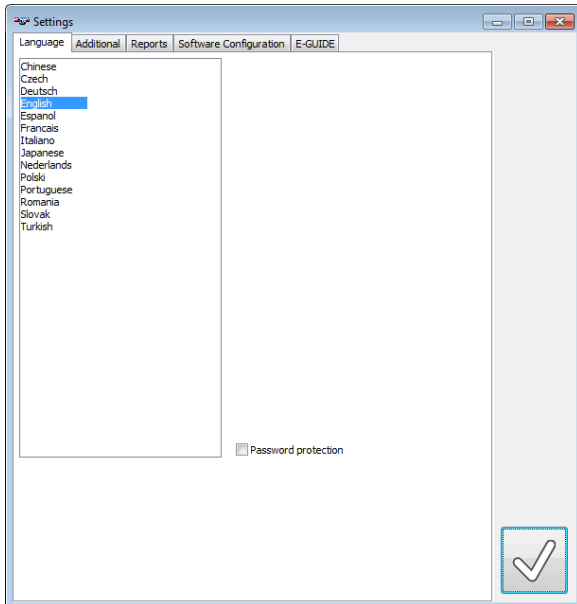 Settings
Language Additional Reports Software Configuration E-GUIDE
Chinese
Czech
Deutsch
English
Espanol
Francais
Italiano
Japanese
Nederlands
Polski
Portuguese
Romania
Slovak
Turkish
Password protection